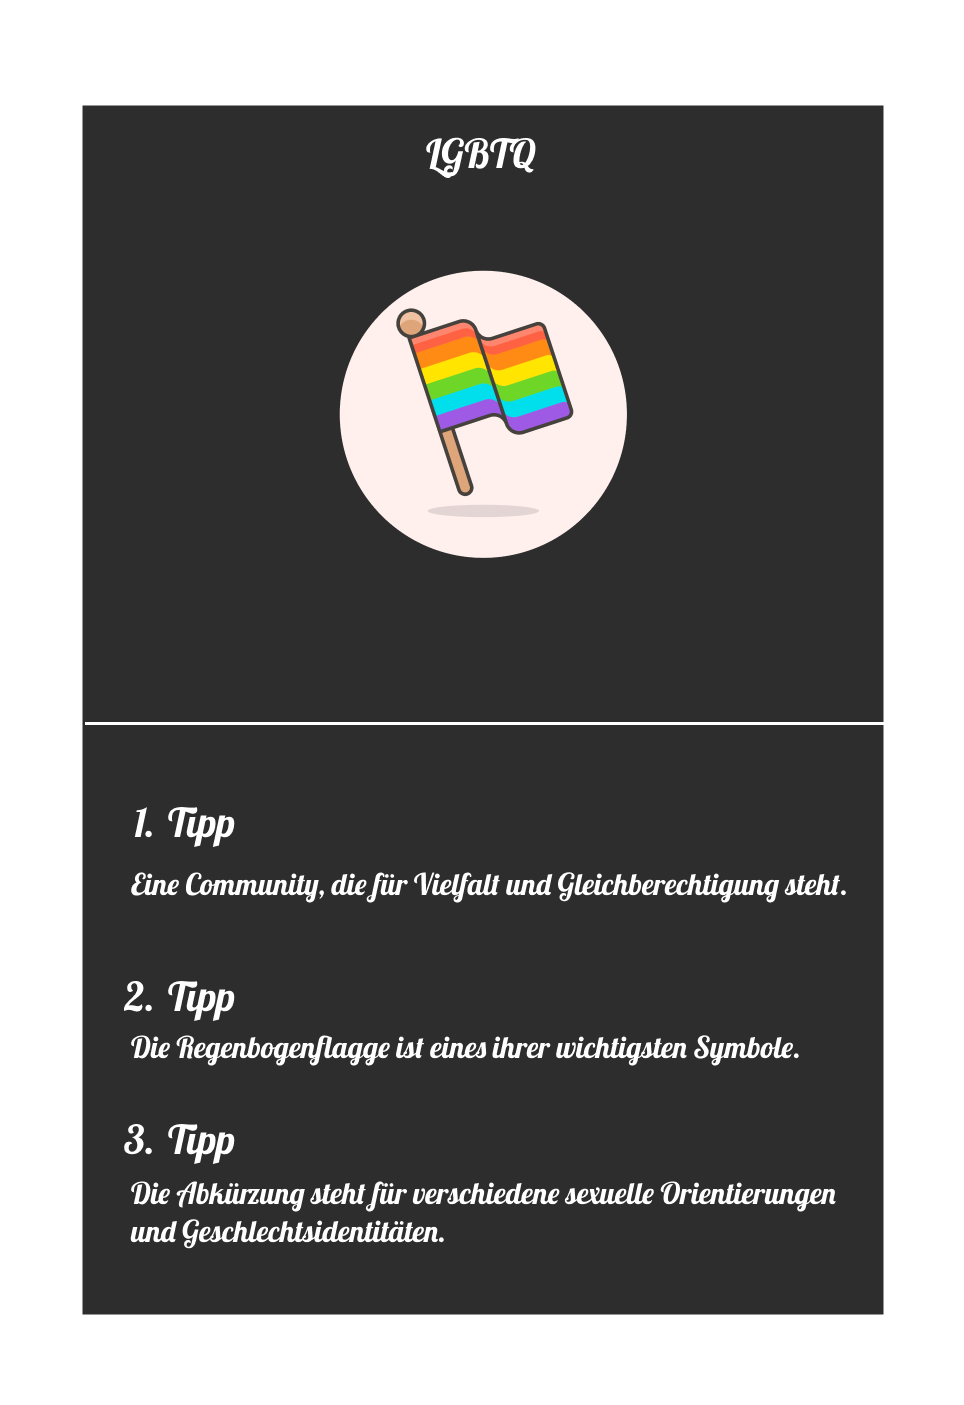 LGBTQ
1. Tipp
Eine Community, die für Vielfalt und Gleichberechtigung steht.
2. Tipp
Die Regenbogenflagge ist eines ihrer wichtigsten Symbole.
3. Tipp
Die Abkürzung steht für verschiedene sexuelle Orientierungen
und Geschlechtsidentitäten.